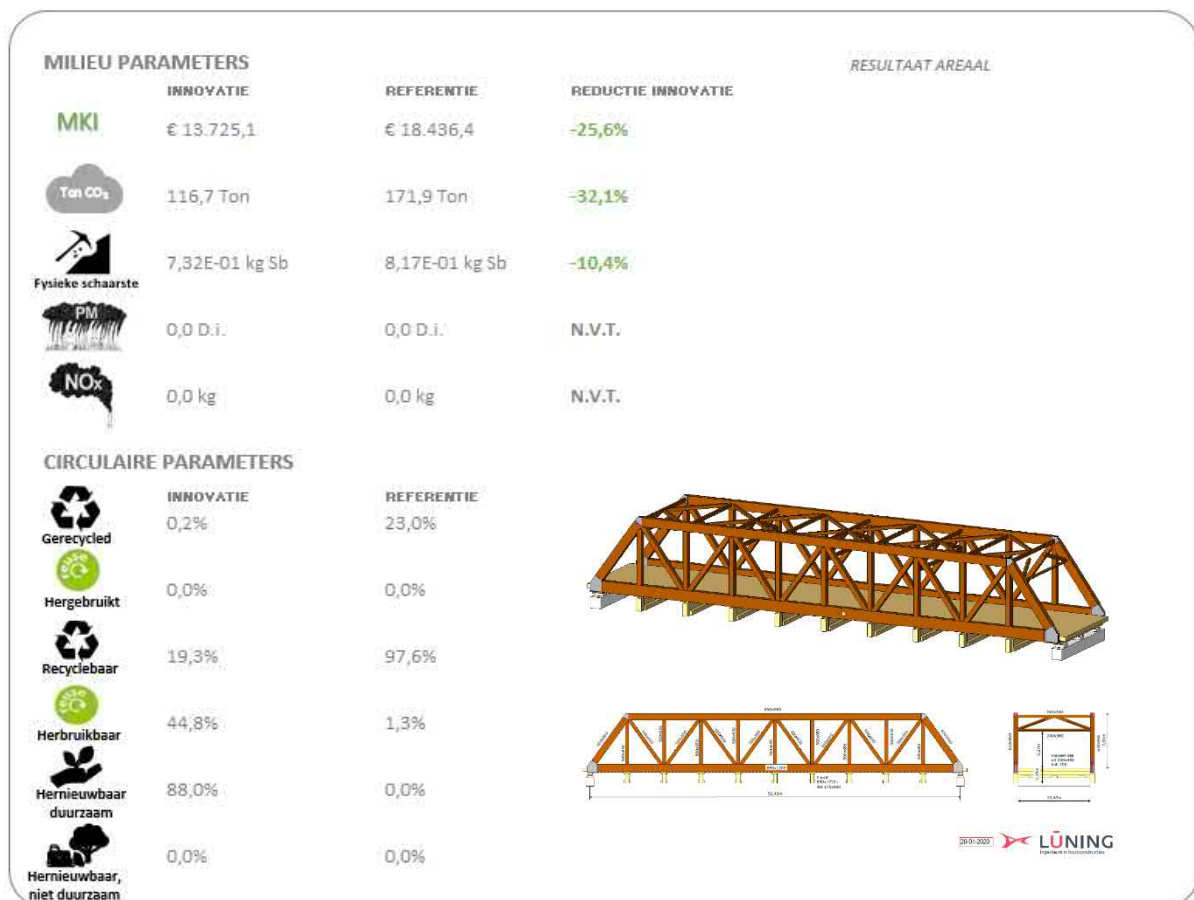 MILIEU PARAMETERS
RESULTAAT AREAAL
INNOVATIE REFERENTIE REDUCTIE INNOVATIE
MKI € 13.725,1 € 18.436,4 -25,6%
Ton CO₂ 116,7 Ton 171,9 Ton -32,1%
7,32E-01 kg Sb 8,17E-01 kg Sb -10,4%
Fysieke schaarste
PM 0,0 D.i. 0,0 D.i. N.V.T.
NOx 0,0 kg 0,0 kg N.V.T.
CIRCULAIRE PARAMETERS
INNOVATIE REFERENTIE
0,2% 23,0%
Gerecycled
reuse
0,0% 0,0%
Hergebruikt
19,3% 97,6%
Recyclebaar
reuse
44,8% 1,3%
Herbruikbaar
88,0% 0,0%
Hernieuwbaar
duurzaam
0,0% 0,0%
Hernieuwbaar,
niet duurzaam
20-01-2020 LÜNING